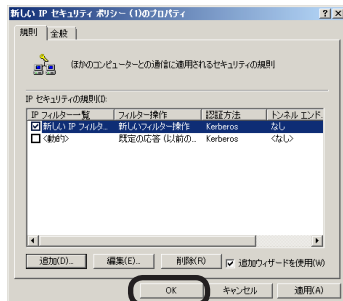 新しい IP セキュリティ ポリシー (1)のプロパティ
規則 全般
ほかのコンピューターとの通信に適用されるセキュリティの規則
IP セキュリティの規則(I):
IP フィルター一覧 フィルター操作 認証方法 トンネル エンド
新しい IP フィルタ... 新しいフィルター操作 Kerberos なし
<動的> 既定の応答 (以前の... Kerberos <なし>
追加(D)... 編集(E)... 削除(R) 追加ウィザードを使用(W)
OK キャンセル 適用(A)